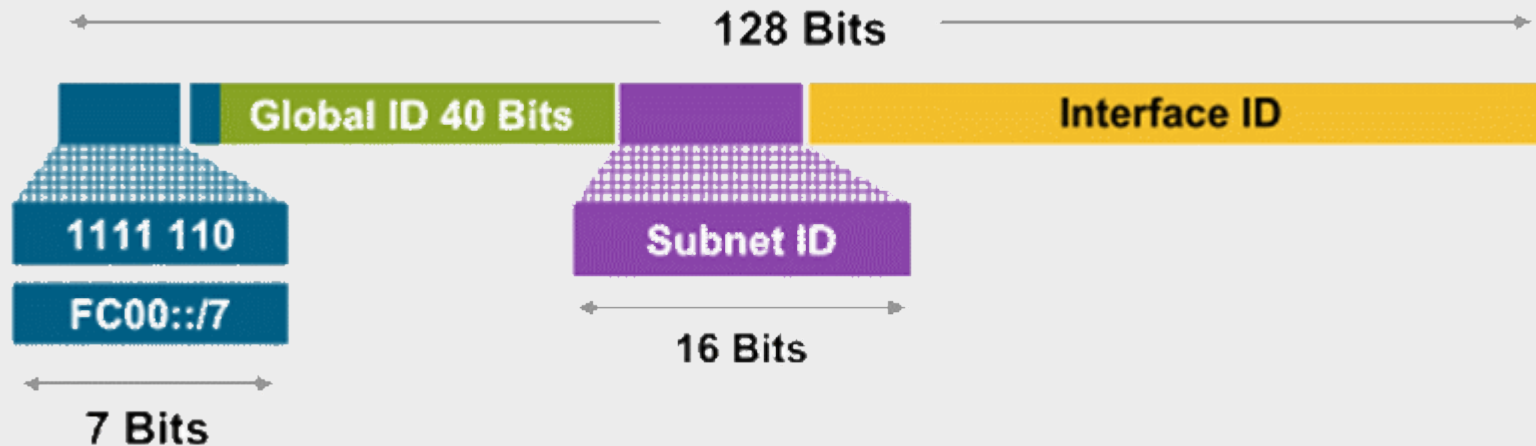 128 Bits
Global ID 40 Bits
Interface ID
1111 110
Subnet ID
FC00::/7
16 Bits
7 Bits